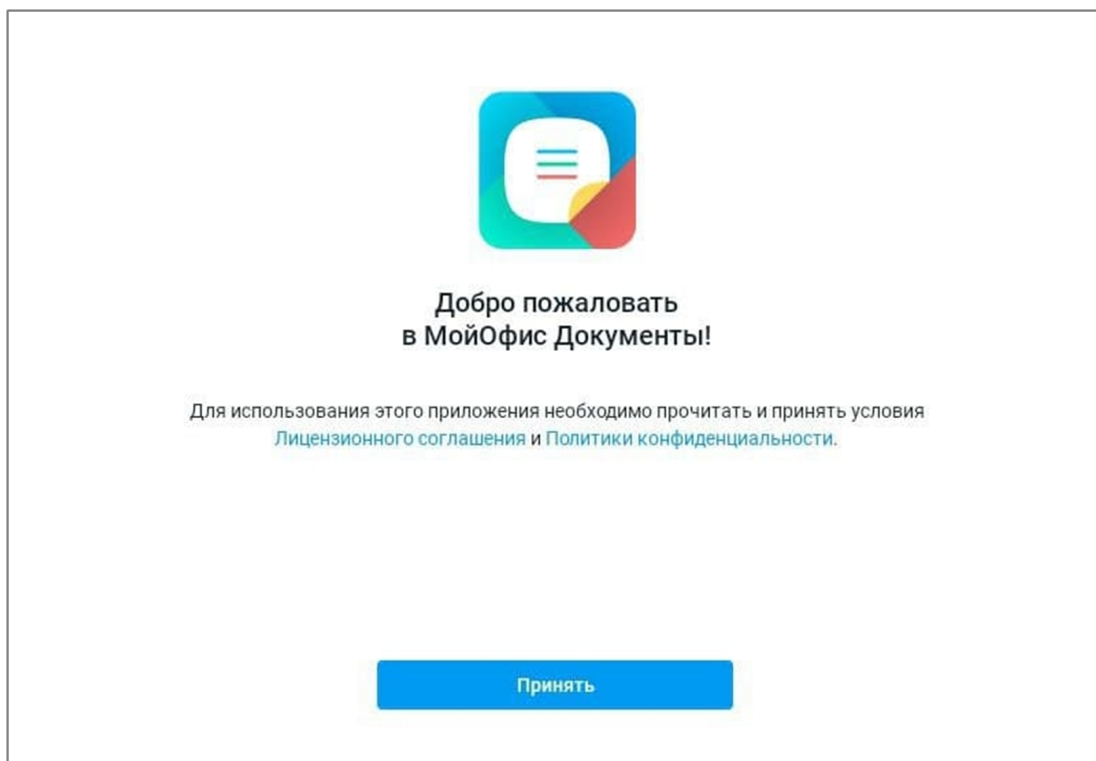 Добро пожаловать
в МойОфис Документы!
Для использования этого приложения необходимо прочитать и принять условия
Лицензионного соглашения и Политики конфиденциальности.
Принять